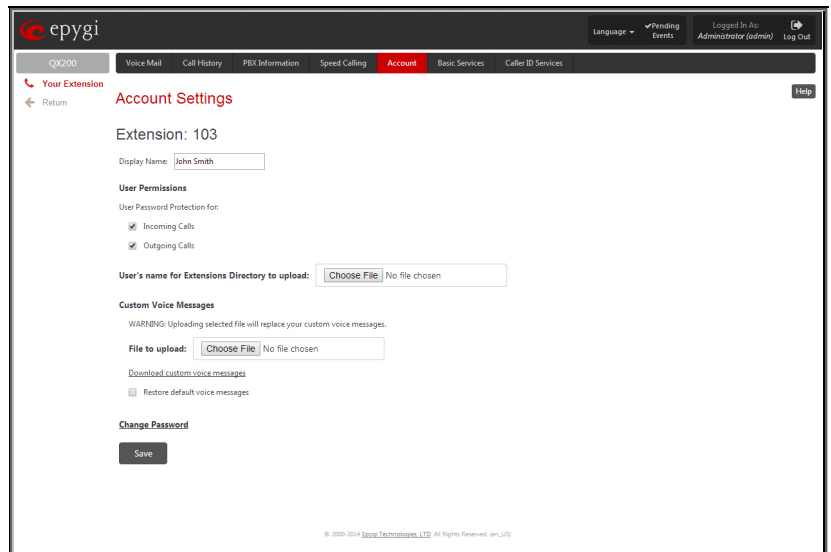 epygi
Language
Pending Events
Logged In As:
Administrator (admin)
Log Out
QX200
Voice Mail
Call History
PBX Information
Speed Calling
Account
Basic Services
Caller ID Services
Your Extension
Return
Help
Account Settings
Extension: 103
Display Name: John Smith
User Permissions
User Password Protection for:
Incoming Calls
Outgoing Calls
User's name for Extensions Directory to upload: Choose File No file chosen
Custom Voice Messages
WARNING: Uploading selected file will replace your custom voice messages.
File to upload: Choose File No file chosen
Download custom voice messages
Restore default voice messages
Change Password
Save
© 2000-2014 Epygi Technologies, LTD. All Rights Reserved. (en_US)